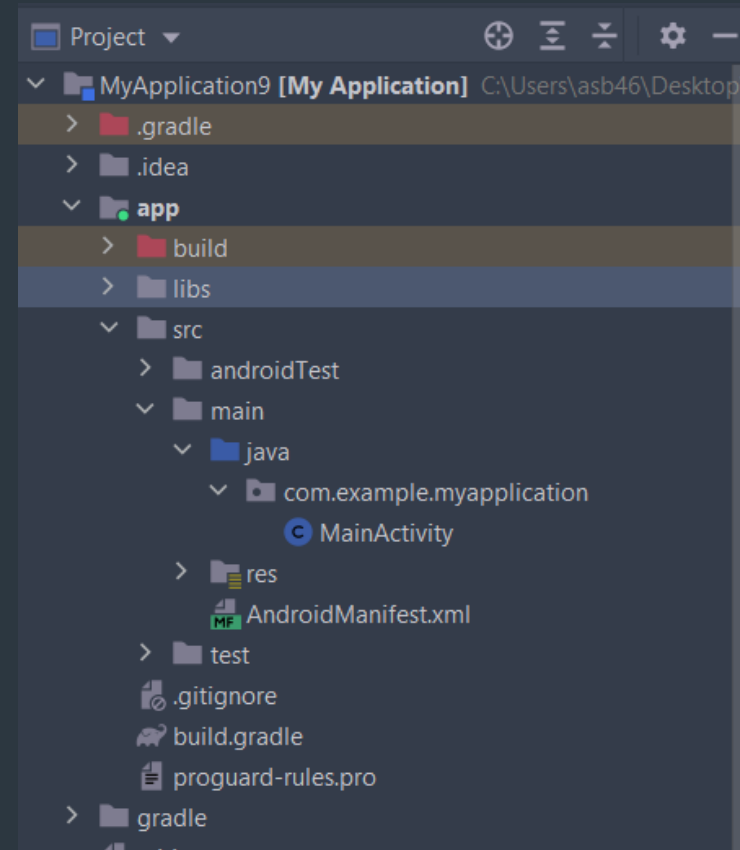 Project
MyApplication9 [My Application] C:\Users\asb46\Desktop
.gradle
.idea
app
build
libs
src
androidTest
main
java
com.example.myapplication
C MainActivity
res
MF AndroidManifest.xml
test
.gitignore
build.gradle
proguard-rules.pro
gradle